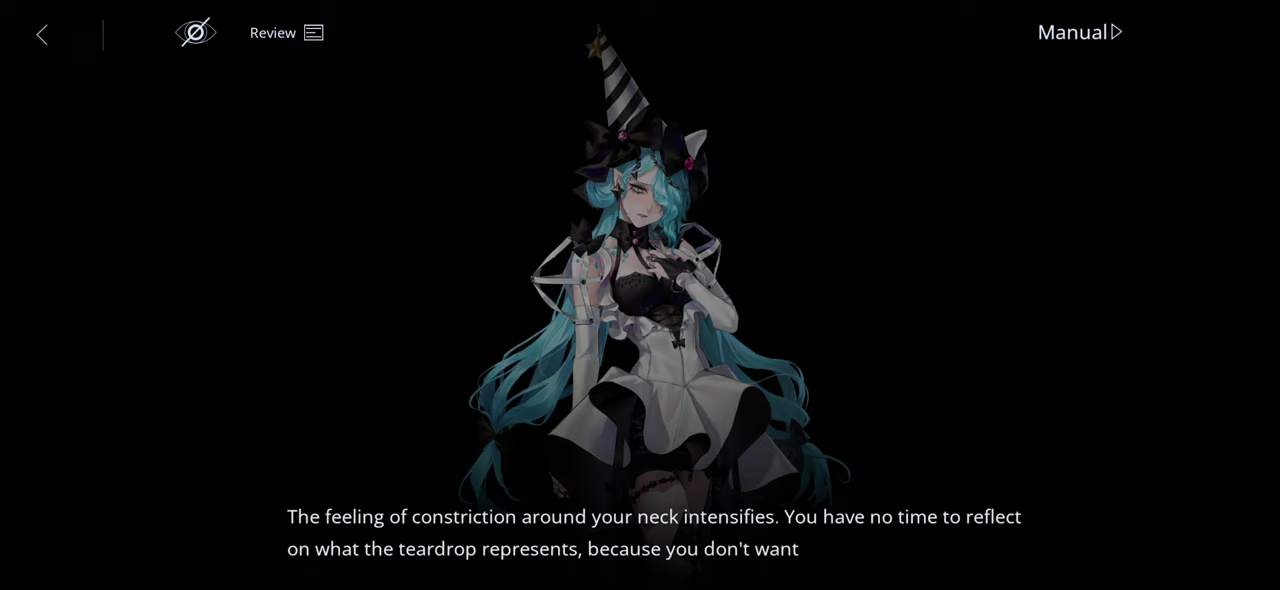 Review
Manual
The feeling of constriction around your neck intensifies. You have no time to reflect
on what the teardrop represents, because you don't want